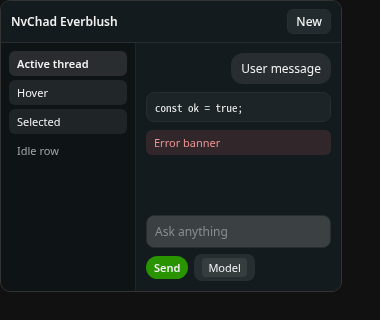 NvChad Everblush
New
Active thread
Hover
Selected
Idle row
User message
const ok = true;
Error banner
Ask anything
Send
Model